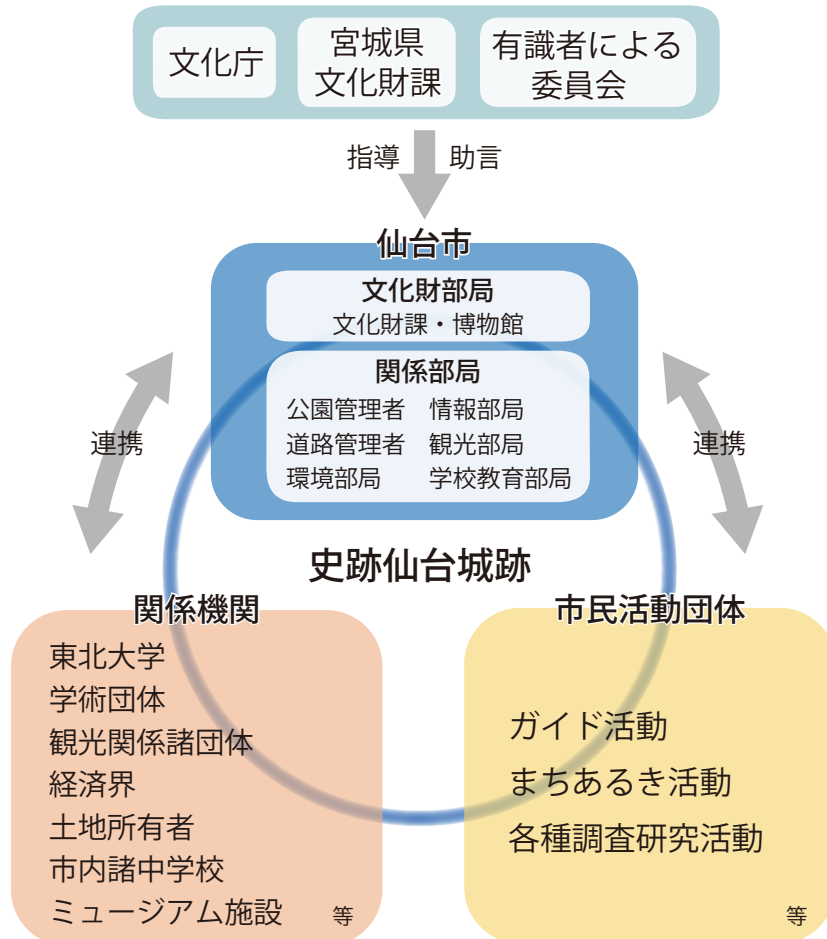 文化庁
宮城県
文化財課
有識者による
委員会
指導
助言
仙台市
文化財部局
文化財課・博物館
関係部局
公園管理者 情報部局
道路管理者 観光部局
環境部局 学校教育部局
連携
連携
史跡仙台城跡
関係機関
東北大学
学術団体
観光関係諸団体
経済界
土地所有者
市内諸中学校
ミュージアム施設 等
市民活動団体
ガイド活動
まちあるき活動
各種調査研究活動
等